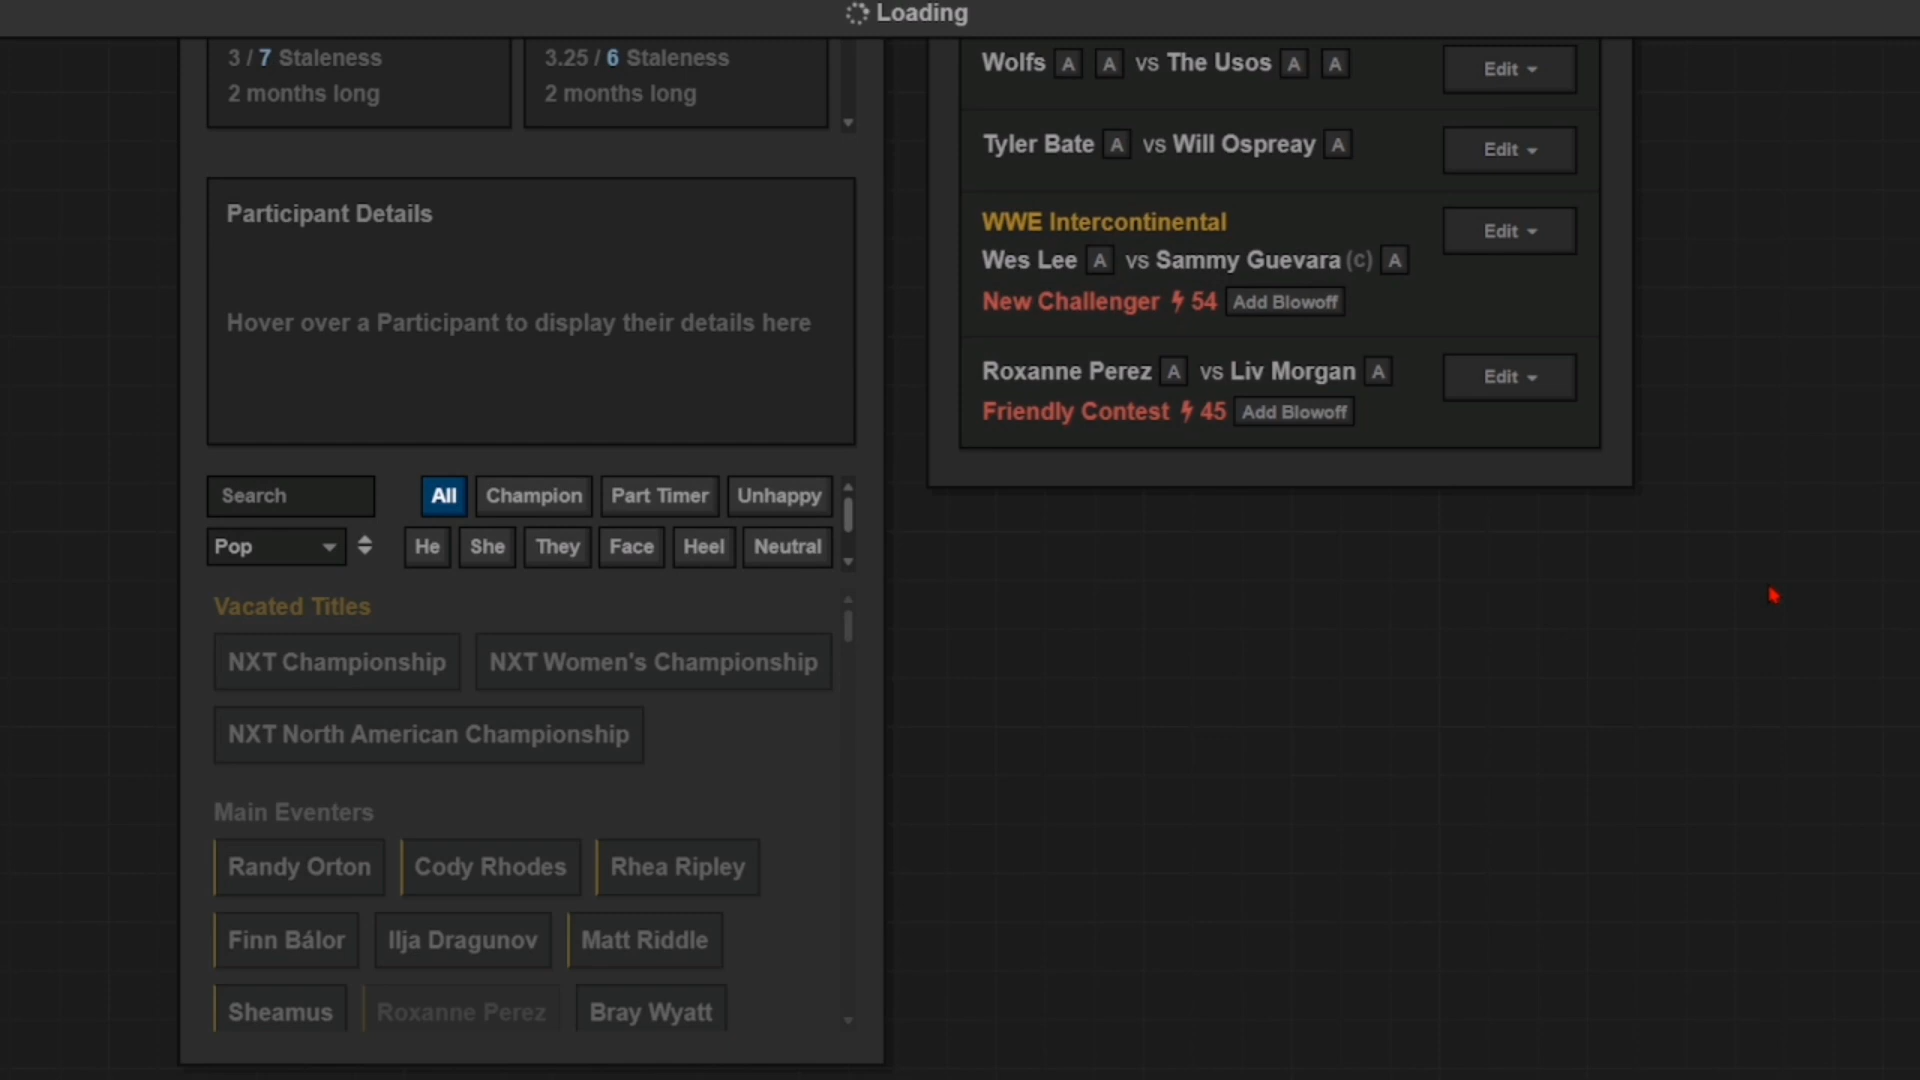 Loading
3 / 7 Staleness
2 months long
3.25 / 6 Staleness
2 months long
Participant Details
Hover over a Participant to display their details here
Search
All
Champion
Part Timer
Unhappy
Pop
He
She
They
Face
Heel
Neutral
Vacated Titles
NXT Championship
NXT Women's Championship
NXT North American Championship
Main Eventers
Randy Orton
Cody Rhodes
Rhea Ripley
Finn Bálor
Ilja Dragunov
Matt Riddle
Sheamus
Roxanne Perez
Bray Wyatt
Wolfs A A vs The Usos A A
Edit
Tyler Bate A vs Will Ospreay A
Edit
WWE Intercontinental
Edit
Wes Lee A vs Sammy Guevara (c) A
New Challenger 54 Add Blowoff
Roxanne Perez A vs Liv Morgan A
Edit
Friendly Contest 45 Add Blowoff